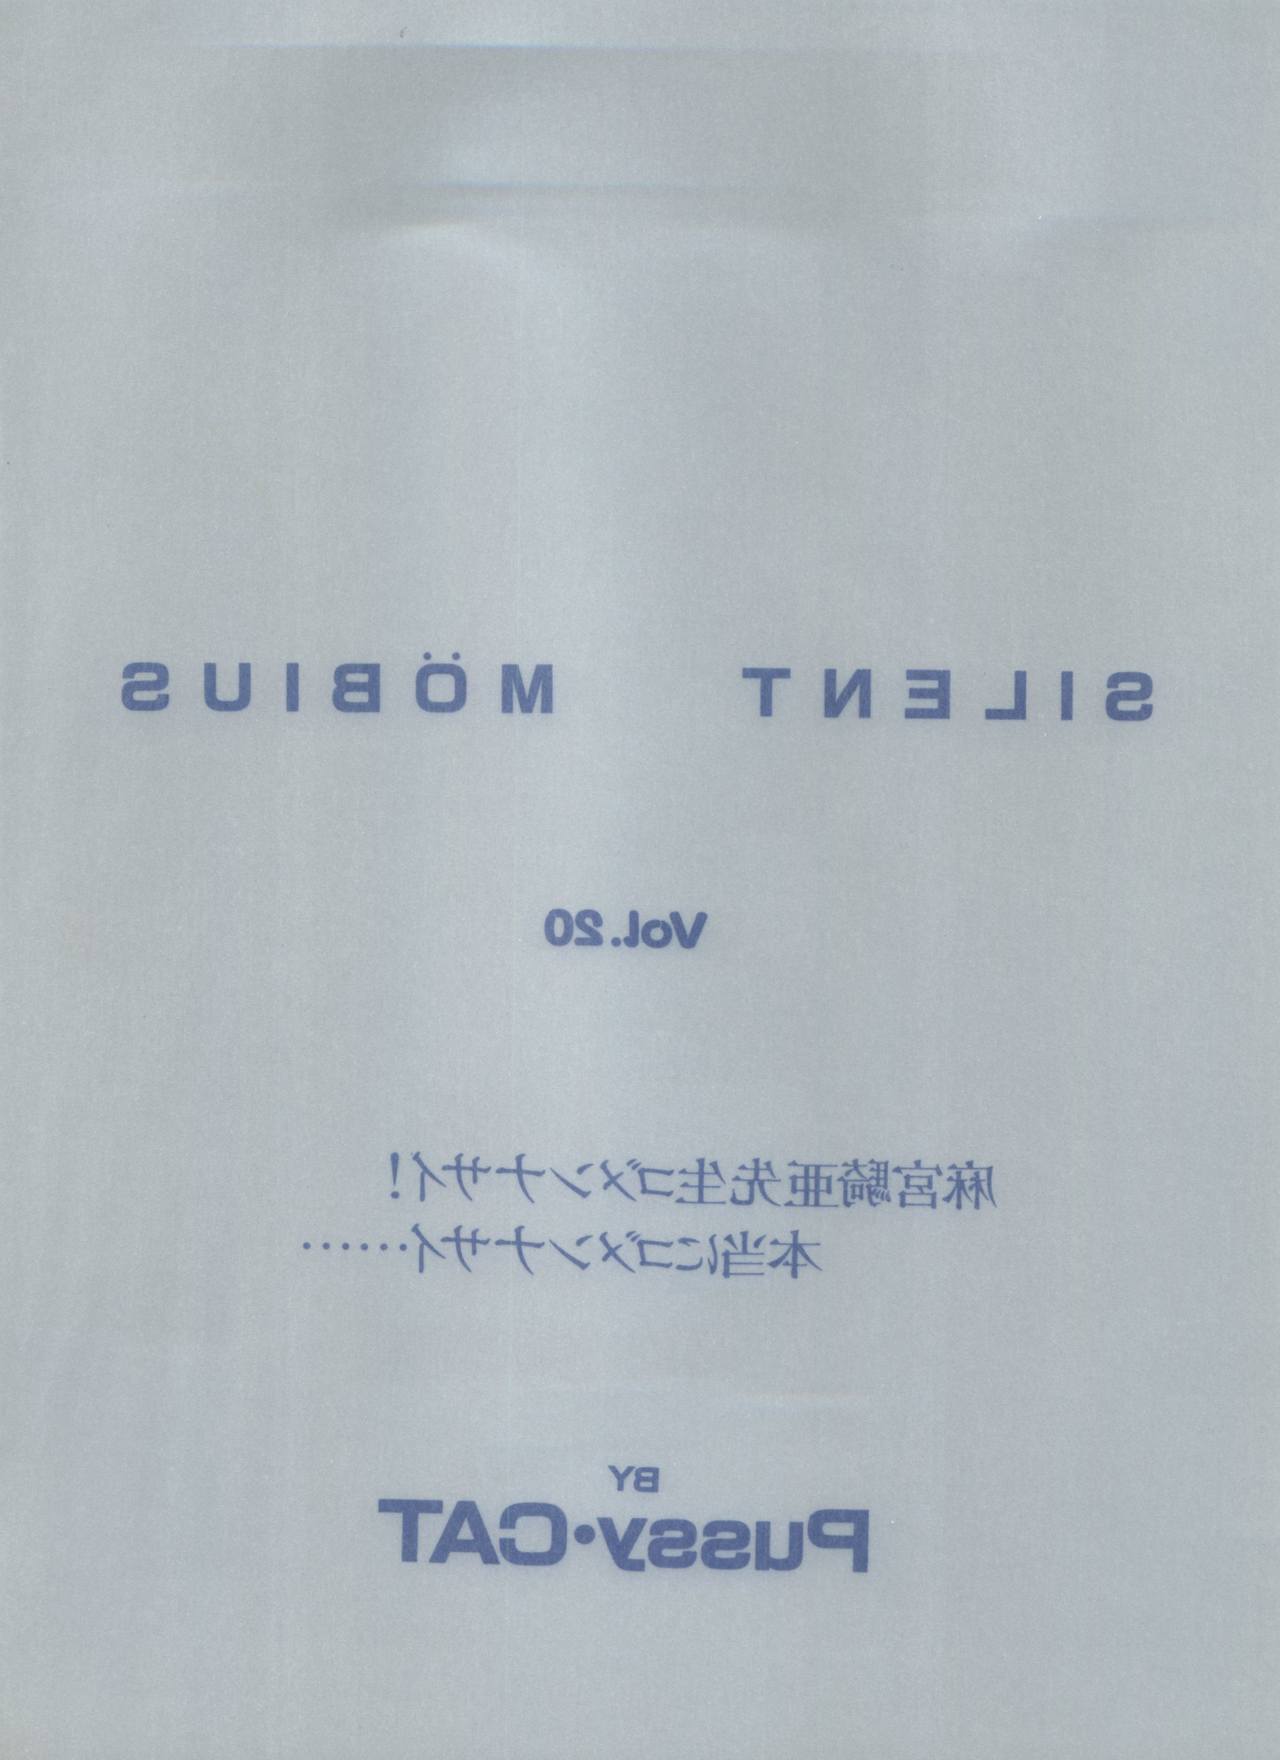 SILENT MÖBIUS
Vol.20
麻宮騎亜先生ゴメンナサイ!
本当にゴメンナサイ……
BY
Pussy・CAT